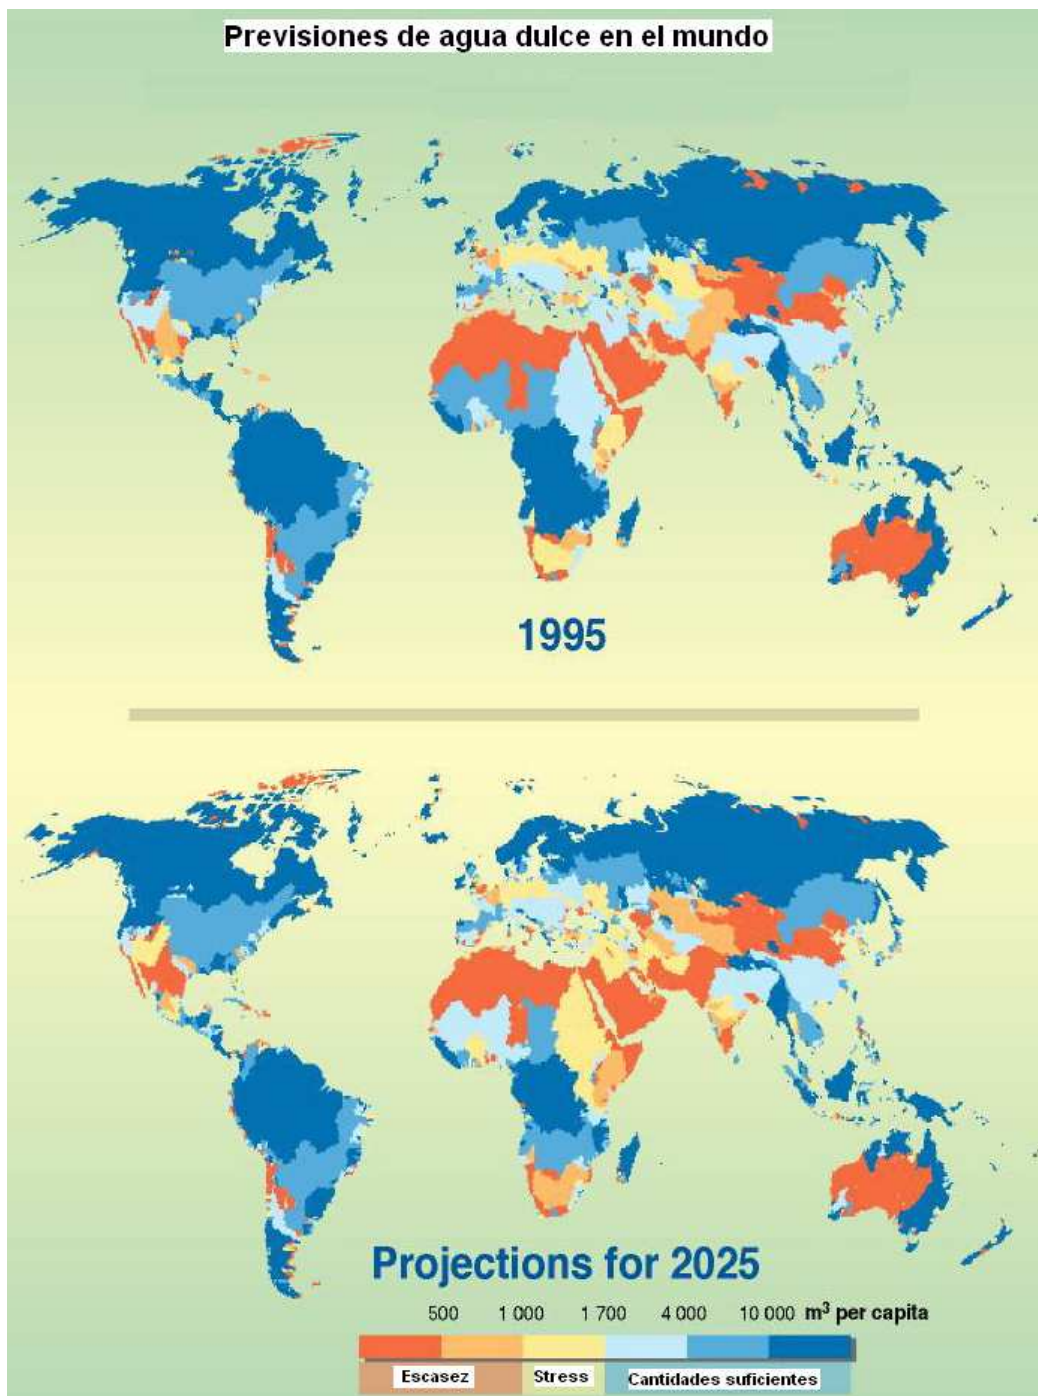 Previsiones de agua dulce en el mundo
1995
Projections for 2025
500 1 000 1 700 4 000 10 000 m³ per capita
Escasez Stress Cantidades suficientes